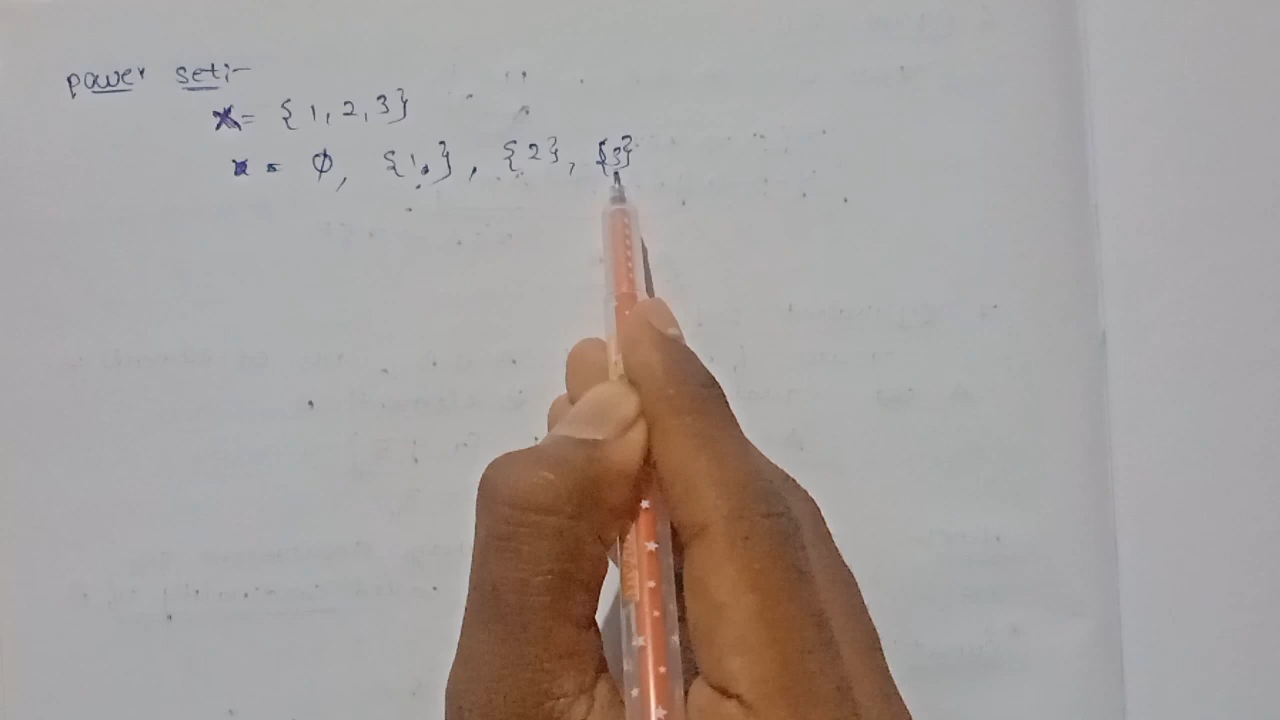 power set:-
x = {1, 2, 3}
x = ϕ, {1}, {2}, {3}